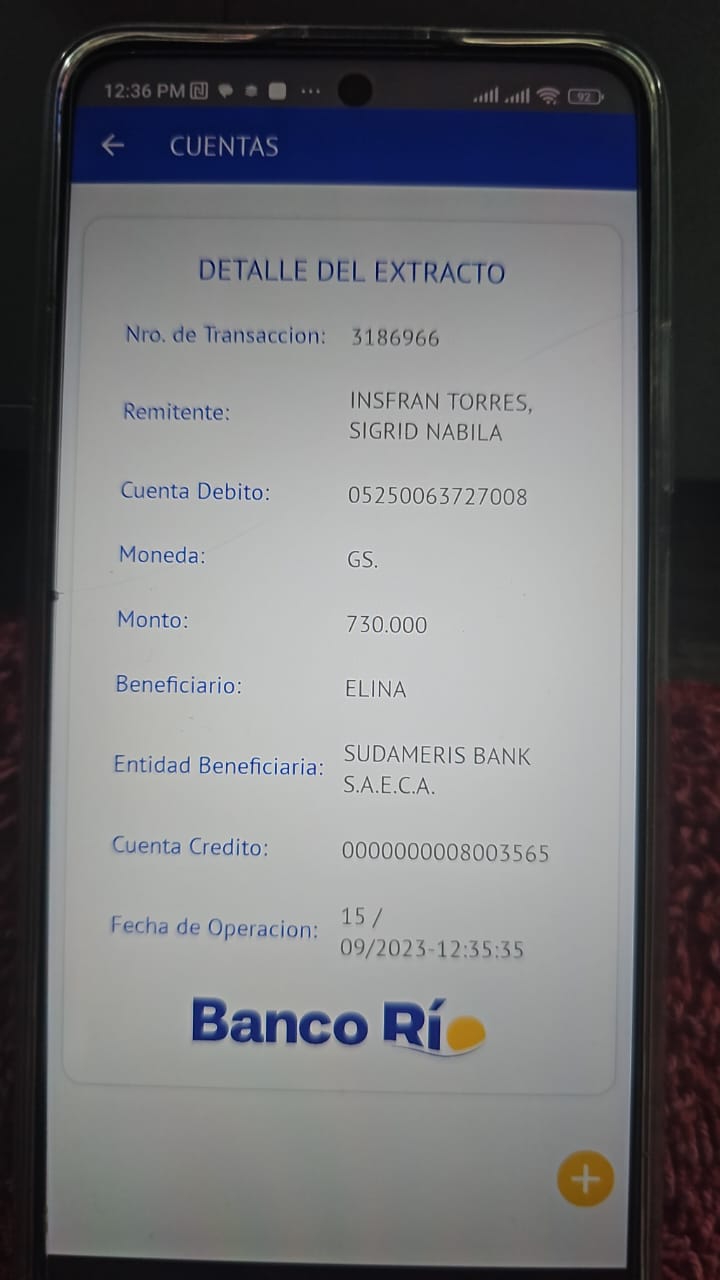 12:36 PM
92
CUENTAS
DETALLE DEL EXTRACTO
Nro. de Transaccion: 3186966
Remitente: INSFRAN TORRES,
SIGRID NABILA
Cuenta Debito: 05250063727008
Moneda: GS.
Monto: 730.000
Beneficiario: ELINA
Entidad Beneficiaria: SUDAMERIS BANK
S.A.E.C.A.
Cuenta Credito: 0000000008003565
Fecha de Operacion: 15 /
09/2023-12:35:35
Banco Río